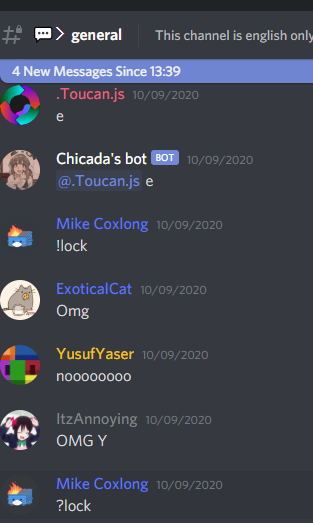 general
This channel is english only
4 New Messages Since 13:39
.Toucan.js 10/09/2020
e
Chicada's bot BOT 10/09/2020
@.Toucan.js e
Mike Coxlong 10/09/2020
!lock
ExoticalCat 10/09/2020
Omg
YusufYaser 10/09/2020
noooooooo
ItzAnnoying 10/09/2020
OMG Y
Mike Coxlong 10/09/2020
?lock